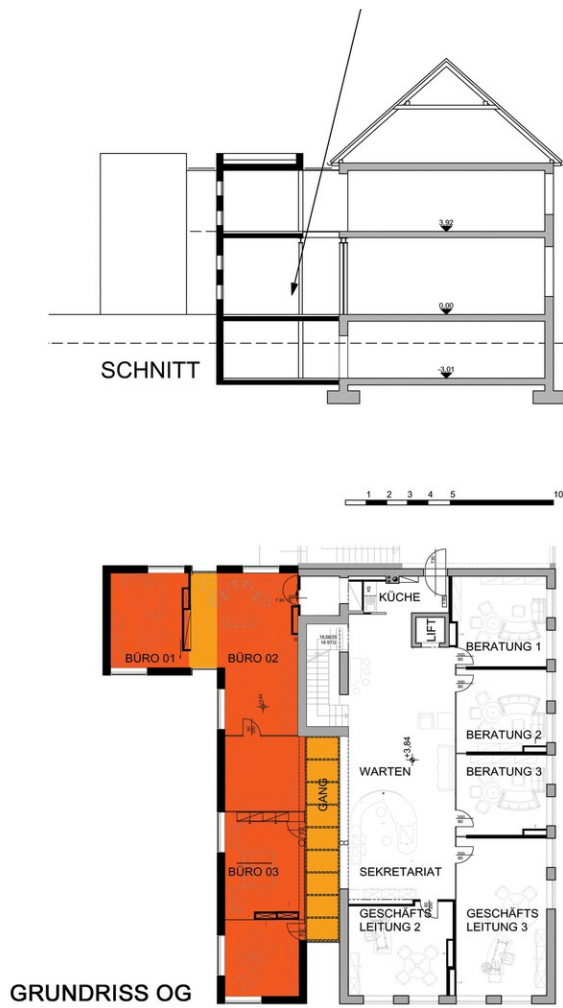 3,92
0,00
-3,01
SCHNITT
1 2 3 4 5 10
KÜCHE
LIFT
BERATUNG 1
BÜRO 01
BÜRO 02
BERATUNG 2
+3,84
WARTEN
BERATUNG 3
GANG
BÜRO 03
SEKRETARIAT
GESCHÄFTS
LEITUNG 2
GESCHÄFTS
LEITUNG 3
GRUNDRISS OG